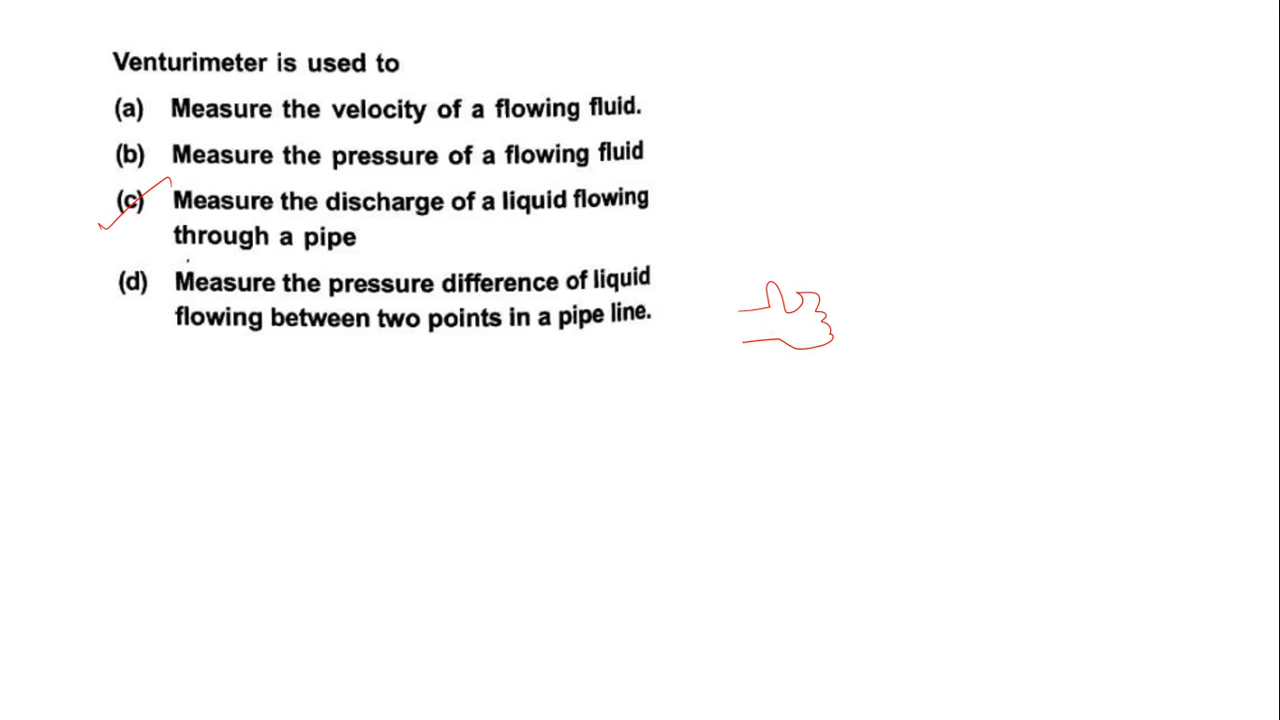 Venturimeter is used to
(a) Measure the velocity of a flowing fluid.
(b) Measure the pressure of a flowing fluid
(c) Measure the discharge of a liquid flowing
through a pipe
(d) Measure the pressure difference of liquid
flowing between two points in a pipe line.